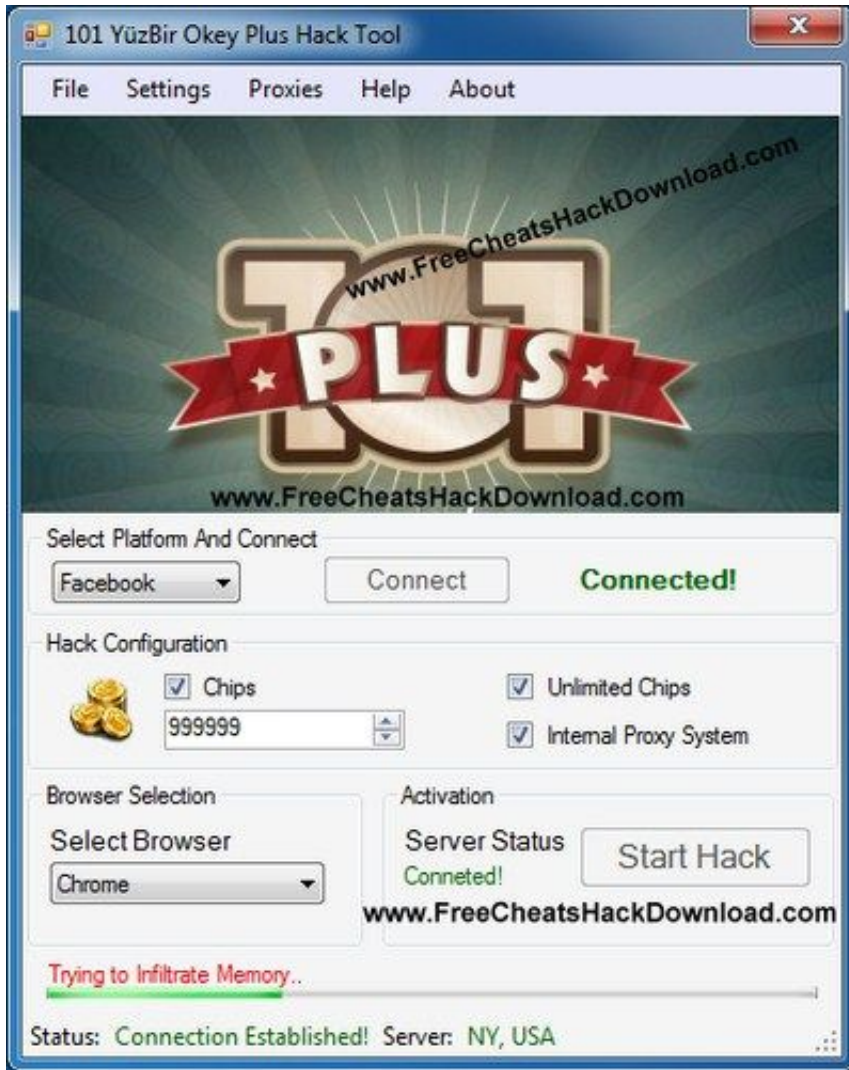 101 YüzBir Okey Plus Hack Tool
File Settings Proxies Help About
www.FreeCheatsHackDownload.com
101
PLUS
www.FreeCheatsHackDownload.com
Select Platform And Connect
Facebook Connect Connected!
Hack Configuration
Chips Unlimited Chips
999999 Internal Proxy System
Browser Selection Activation
Select Browser Server Status Start Hack
Chrome Conneted!
www.FreeCheatsHackDownload.com
Trying to Infiltrate Memory..
Status: Connection Established! Server: NY, USA